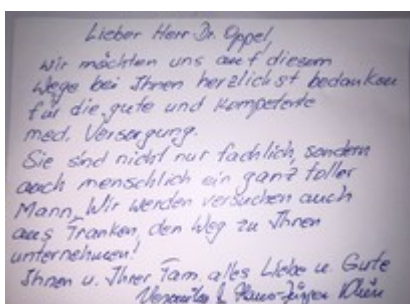 Lieber Herr Dr. Oppel,
wir möchten uns auf diesem
Wege bei Ihnen herzlichst bedanken
für die gute und kompetente
med. Versorgung.
Sie sind nicht nur fachlich, sondern
auch menschlich ein ganz toller
Mann. Wir werden versuchen auch
aus Franken, den Weg zu Ihnen
unternehmen!
Ihnen u. Ihrer Fam. alles Liebe u. Gute
& Hans-Jürgen